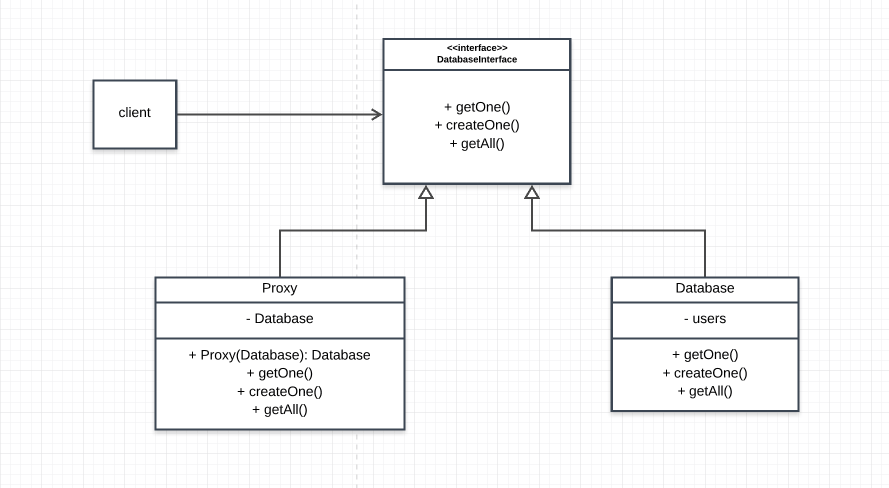 <<interface>>
DatabaseInterface
client
+ getOne()
+ createOne()
+ getAll()
Proxy
- Database
+ Proxy(Database): Database
+ getOne()
+ createOne()
+ getAll()
Database
- users
+ getOne()
+ createOne()
+ getAll()